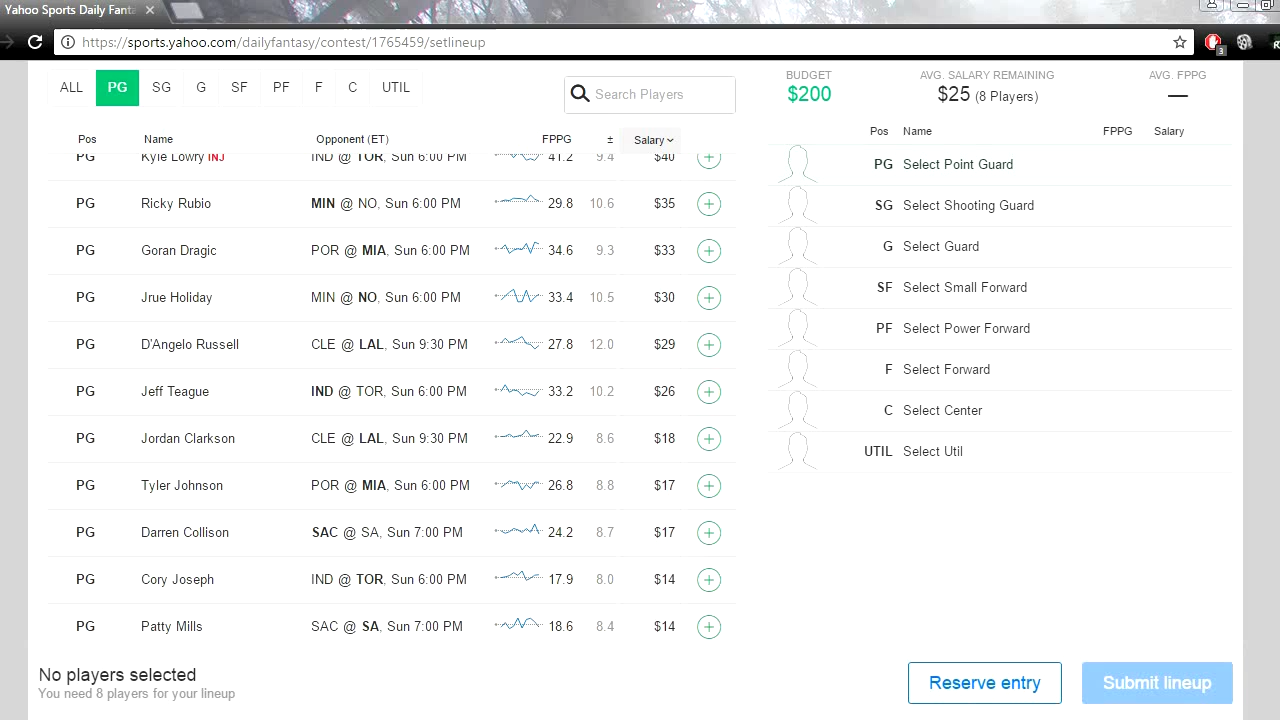 Yahoo Sports Daily Fanta
https://sports.yahoo.com/dailyfantasy/contest/1765459/setlineup
3
ALL PG SG G SF PF F C UTIL
Search Players
BUDGET AVG. SALARY REMAINING AVG. FPPG
$200 $25 (8 Players) —
Pos Name Opponent (ET) FPPG ± Salary
PG Kyle Lowry INJ IND @ TOR, Sun 6:00 PM 41.2 9.4 $40
PG Ricky Rubio MIN @ NO, Sun 6:00 PM 29.8 10.6 $35
PG Goran Dragic POR @ MIA, Sun 6:00 PM 34.6 9.3 $33
PG Jrue Holiday MIN @ NO, Sun 6:00 PM 33.4 10.5 $30
PG D'Angelo Russell CLE @ LAL, Sun 9:30 PM 27.8 12.0 $29
PG Jeff Teague IND @ TOR, Sun 6:00 PM 33.2 10.2 $26
PG Jordan Clarkson CLE @ LAL, Sun 9:30 PM 22.9 8.6 $18
PG Tyler Johnson POR @ MIA, Sun 6:00 PM 26.8 8.8 $17
PG Darren Collison SAC @ SA, Sun 7:00 PM 24.2 8.7 $17
PG Cory Joseph IND @ TOR, Sun 6:00 PM 17.9 8.0 $14
PG Patty Mills SAC @ SA, Sun 7:00 PM 18.6 8.4 $14
Pos Name FPPG Salary
PG Select Point Guard
SG Select Shooting Guard
G Select Guard
SF Select Small Forward
PF Select Power Forward
F Select Forward
C Select Center
UTIL Select Util
No players selected
You need 8 players for your lineup
Reserve entry
Submit lineup